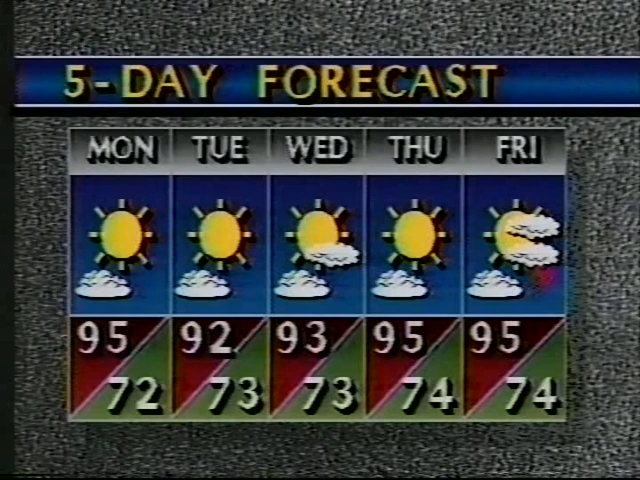 5-DAY FORECAST
MON TUE WED THU FRI
95 92 93 95 95
72 73 73 74 74